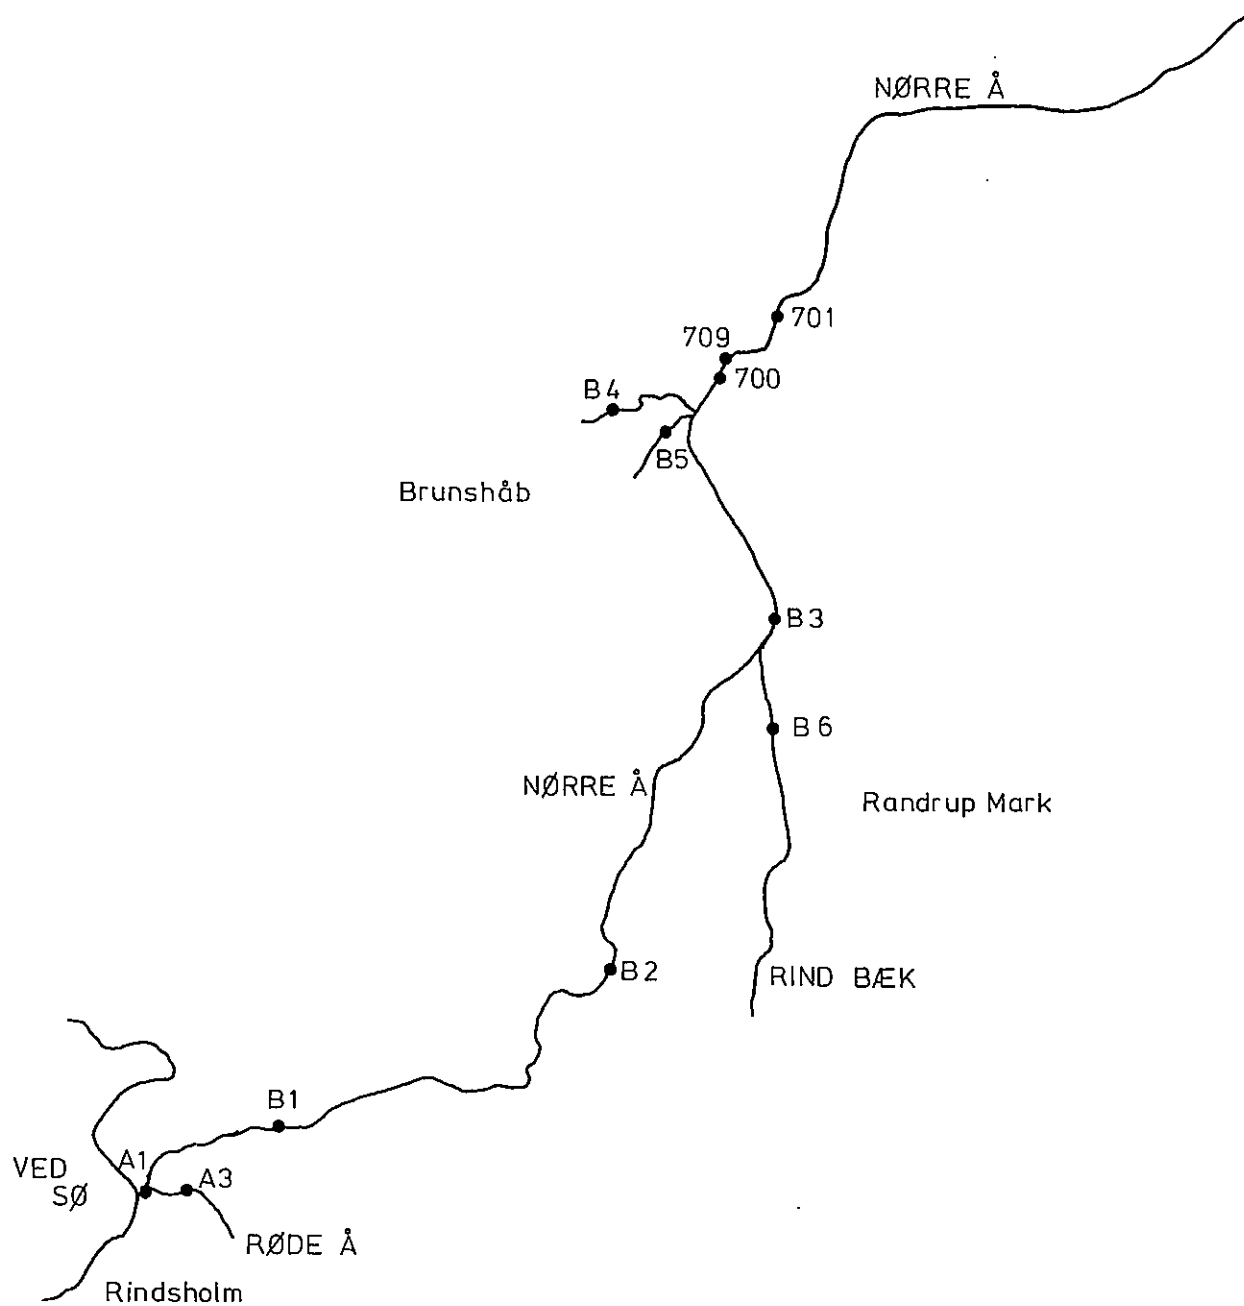 NØRRE Å
701
709
700
B4
B5
Brunshåb
B3
B6
NØRRE Å
Randrup Mark
B2
RIND BÆK
B1
VED
SØ
A1
A3
RØDE Å
Rindsholm